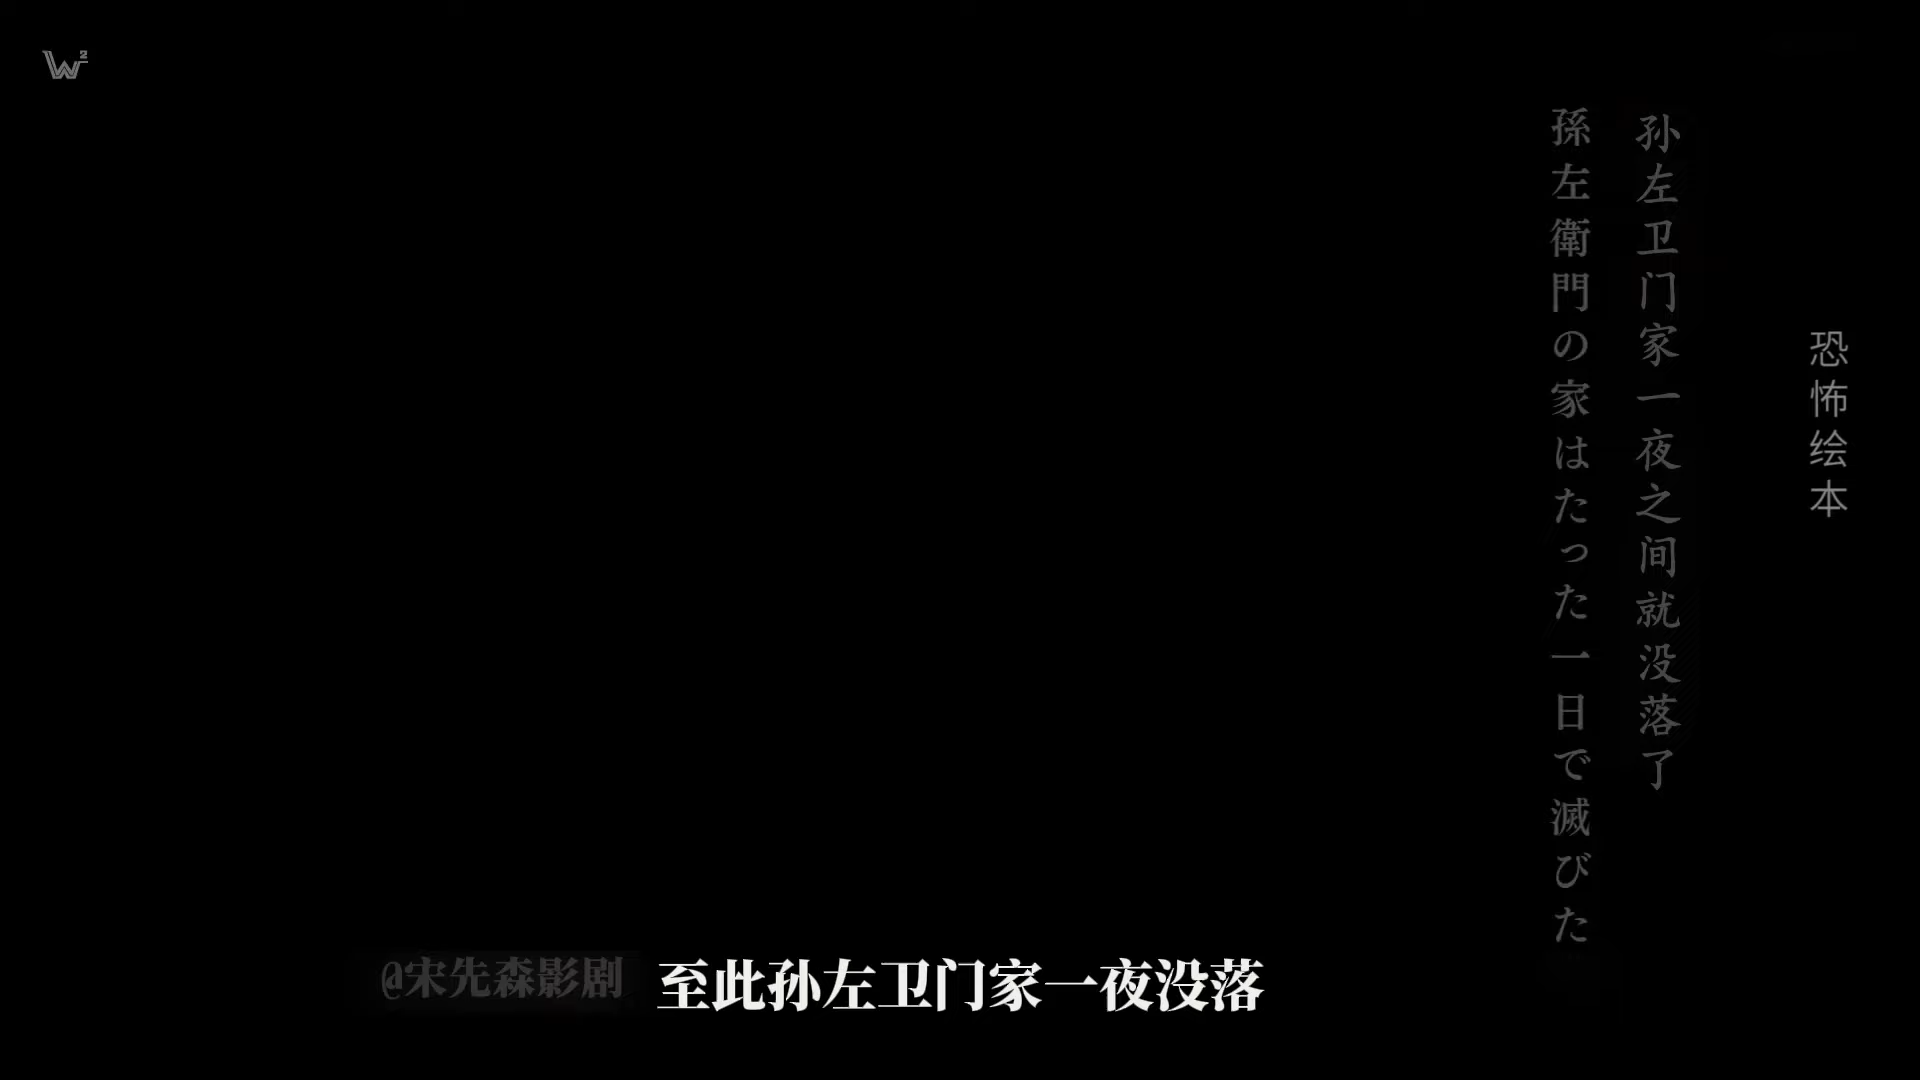 W²
恐怖绘本
孙左卫门家一夜之间就没落了
孫左衛門の家はたった一日で滅びた
@宋先森影剧
至此孙左卫门家一夜没落